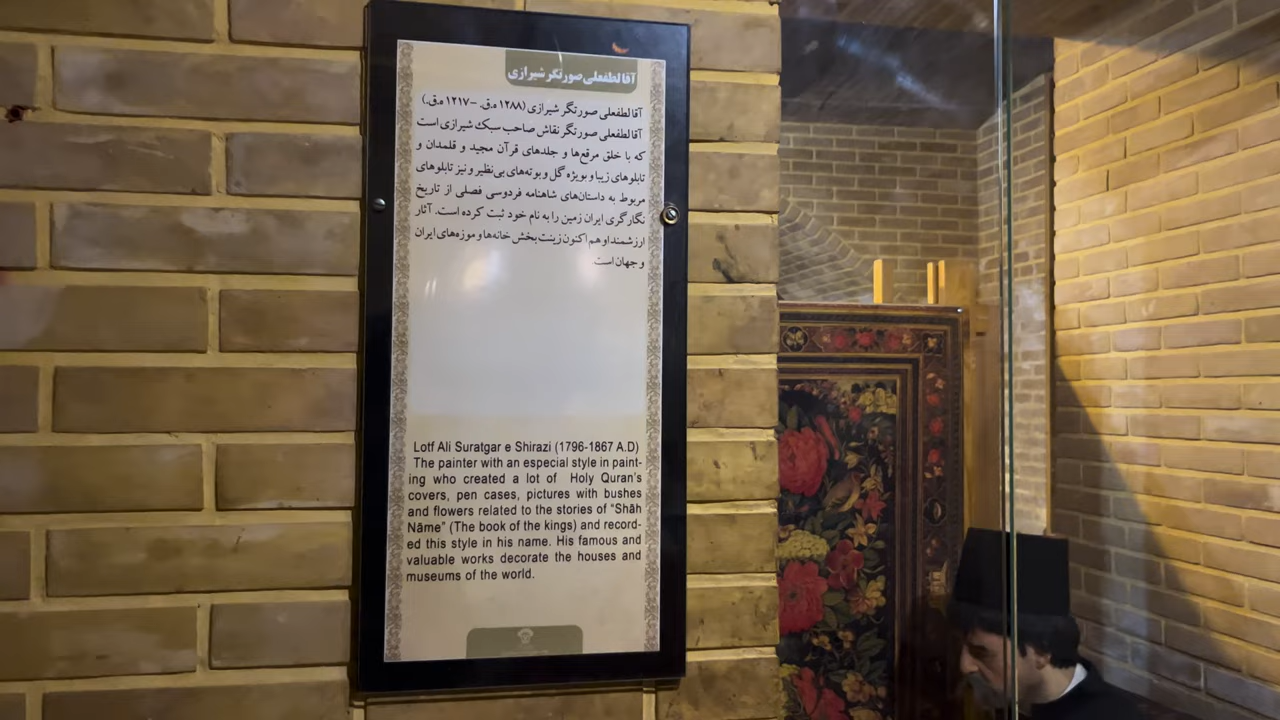 آقا لطفعلی صورتگر شیرازی
آقا لطفعلی صورتگر شیرازی (۱۲۸۸ ه.ق. – ۱۲۱۷ ه.ق.)
آقا لطفعلی صورتگر نقاش صاحب سبک شیرازی است
که با خلق مرقع‌ها و جلدهای قرآن مجید و قلمدان و
تابلوهای زیبا و بویژه گل و بوته‌های بی‌نظیر و نیز تابلوهای
مربوط به داستان‌های شاهنامه فردوسی فصلی از تاریخ
نگارگری ایران زمین را به نام خود ثبت کرده است. آثار
ارزشمند او هم اکنون زینت بخش خانه‌ها و موزه‌های ایران
و جهان است.
Lotf Ali Suratgar e Shirazi (1796-1867 A.D)
The painter with an especial style in paint-
ing who created a lot of Holy Quran's
covers, pen cases, pictures with bushes
and flowers related to the stories of "Shāh
Nāme" (The book of the kings) and record-
ed this style in his name. His famous and
valuable works decorate the houses and
museums of the world.